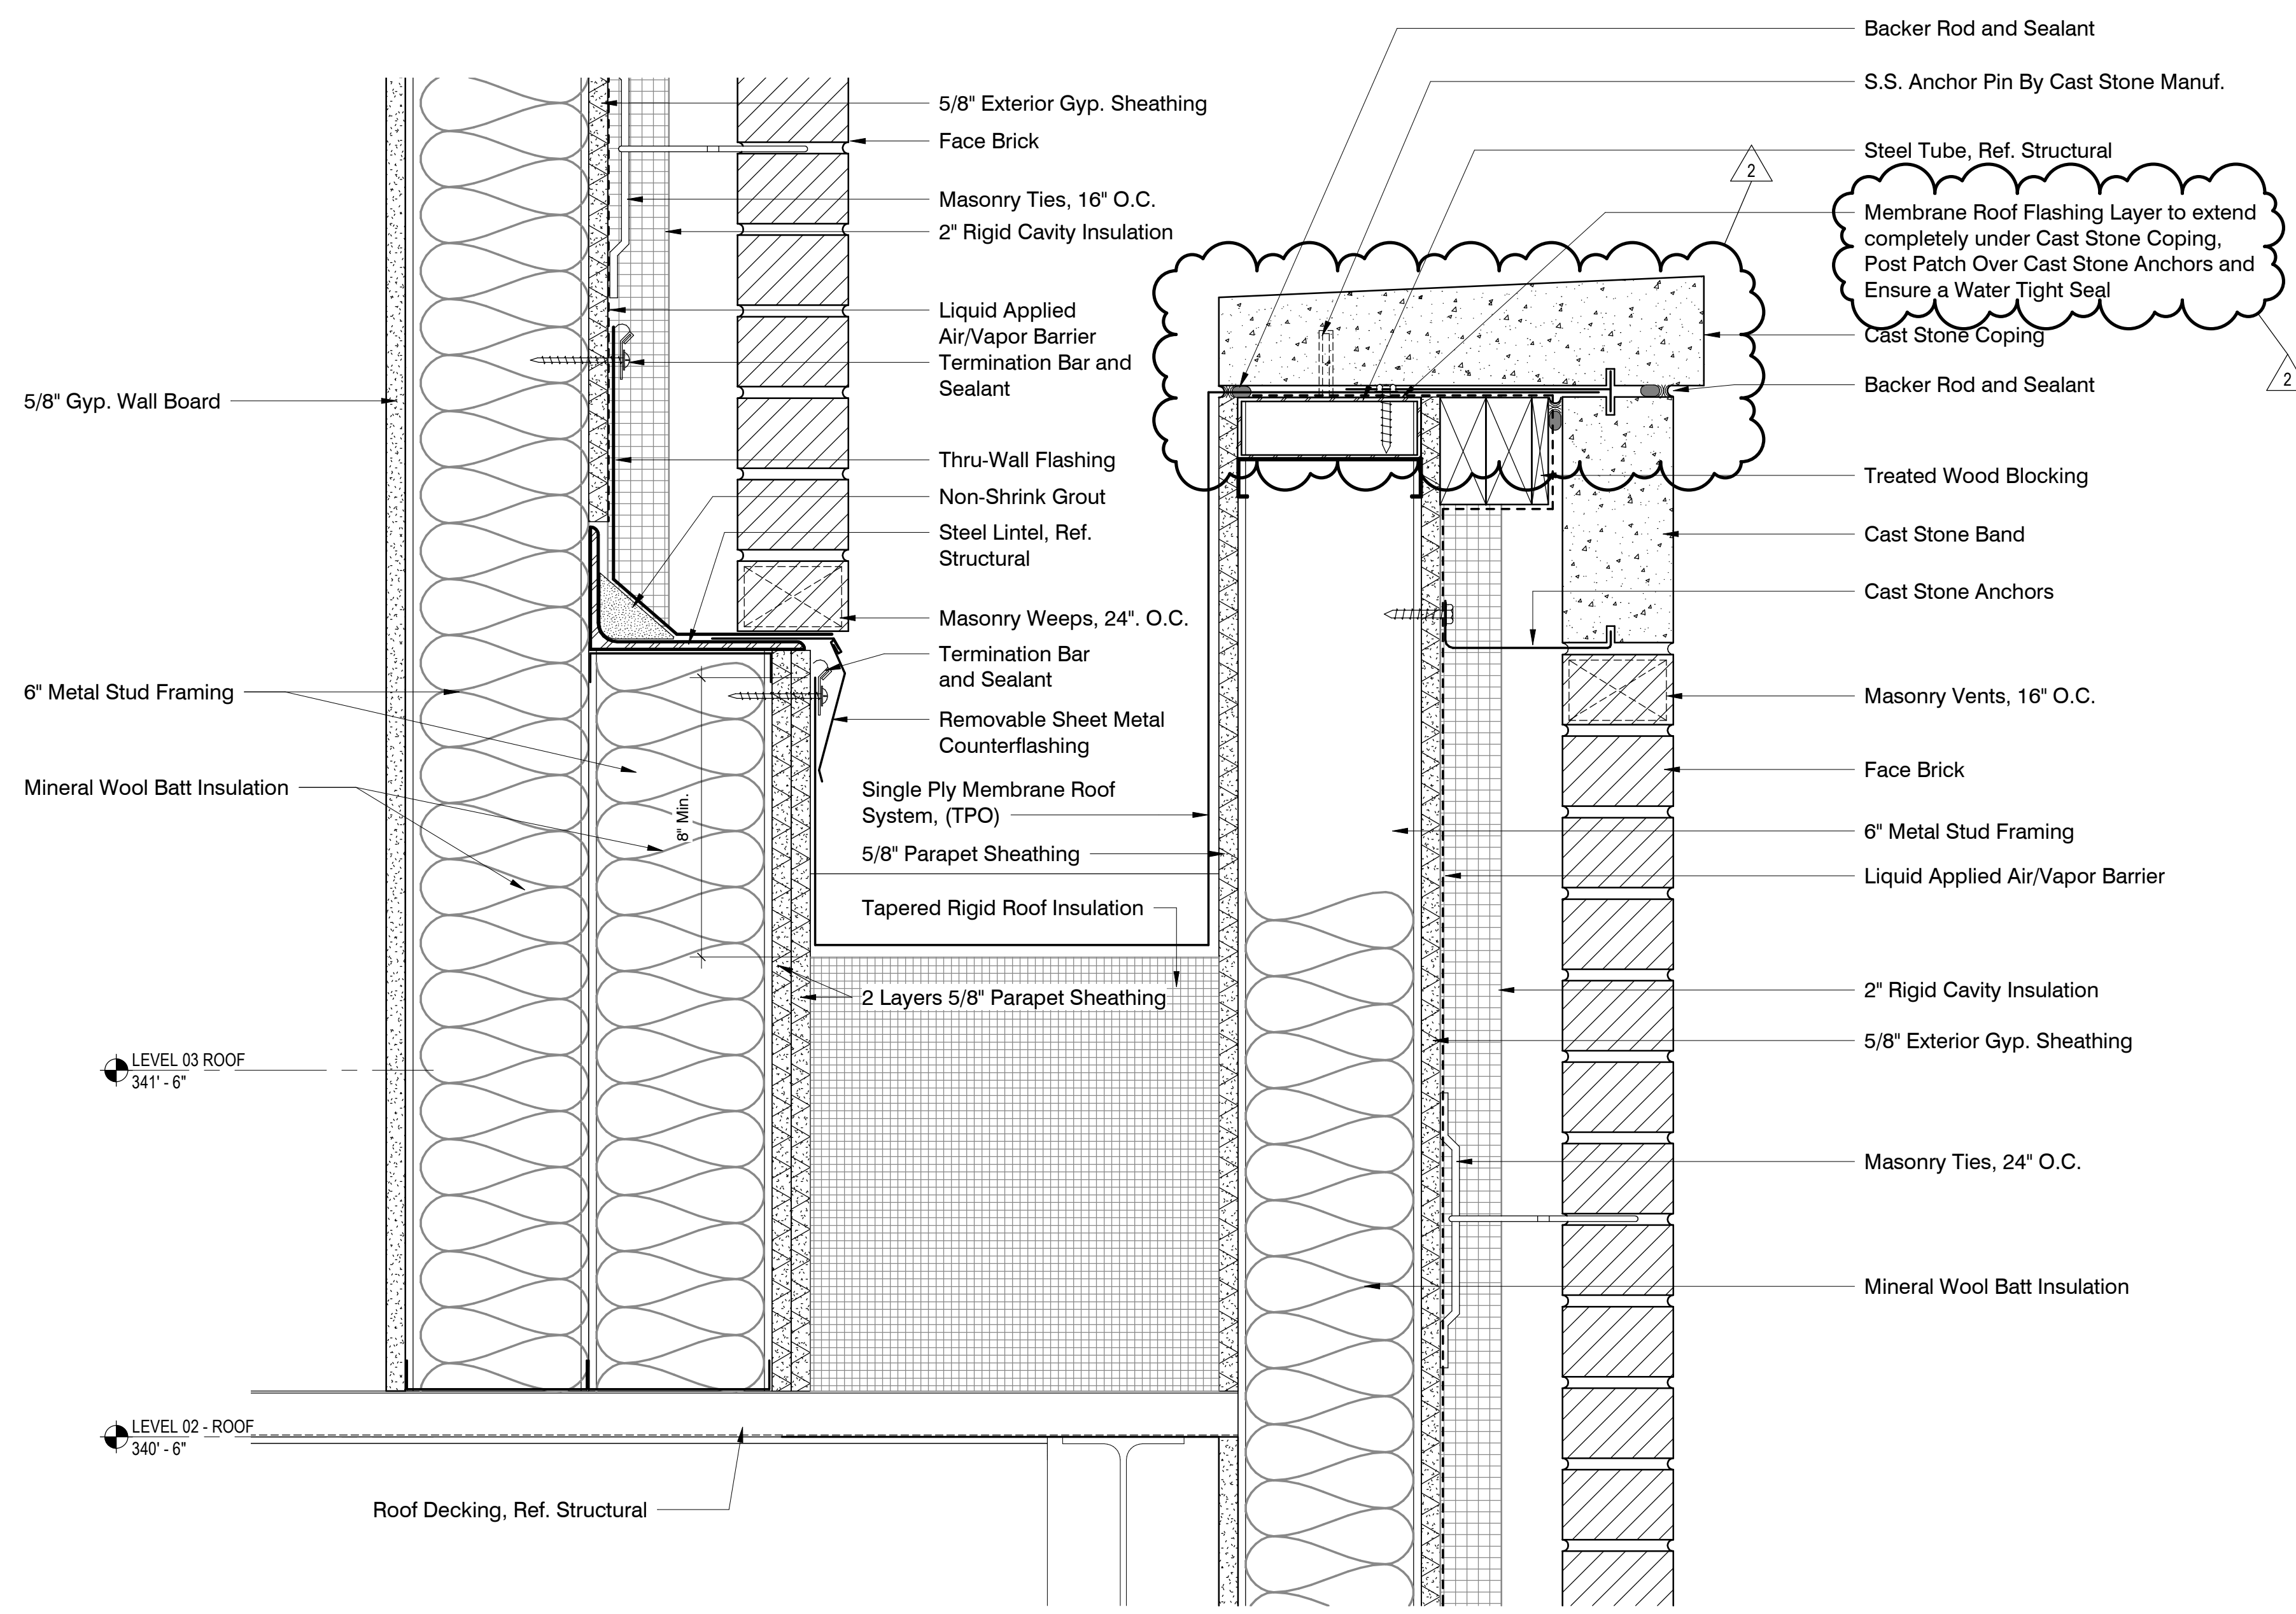 5/8" Gyp. Wall Board
6" Metal Stud Framing
Mineral Wool Batt Insulation
LEVEL 03 ROOF
341' - 6"
LEVEL 02 - ROOF
340' - 6"
Roof Decking, Ref. Structural
5/8" Exterior Gyp. Sheathing
Face Brick
Masonry Ties, 16" O.C.
2" Rigid Cavity Insulation
Liquid Applied
Air/Vapor Barrier
Termination Bar and
Sealant
Thru-Wall Flashing
Non-Shrink Grout
Steel Lintel, Ref.
Structural
Masonry Weeps, 24". O.C.
Termination Bar
and Sealant
Removable Sheet Metal
Counterflashing
8" Min.
Single Ply Membrane Roof
System, (TPO)
5/8" Parapet Sheathing
Tapered Rigid Roof Insulation
2 Layers 5/8" Parapet Sheathing
Backer Rod and Sealant
S.S. Anchor Pin By Cast Stone Manuf.
Steel Tube, Ref. Structural
2
Membrane Roof Flashing Layer to extend
completely under Cast Stone Coping,
Post Patch Over Cast Stone Anchors and
Ensure a Water Tight Seal
2
Cast Stone Coping
Backer Rod and Sealant
Treated Wood Blocking
Cast Stone Band
Cast Stone Anchors
Masonry Vents, 16" O.C.
Face Brick
6" Metal Stud Framing
Liquid Applied Air/Vapor Barrier
2" Rigid Cavity Insulation
5/8" Exterior Gyp. Sheathing
Masonry Ties, 24" O.C.
Mineral Wool Batt Insulation